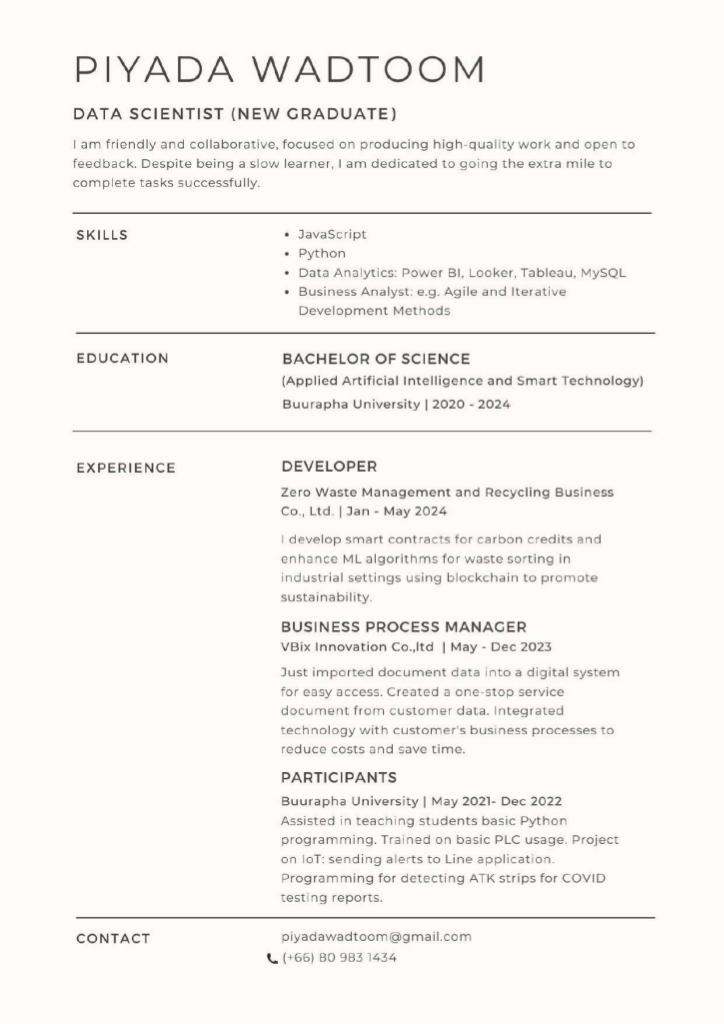 PIYADA WADTOOM
DATA SCIENTIST (NEW GRADUATE)
I am friendly and collaborative, focused on producing high-quality work and open to
feedback. Despite being a slow learner, I am dedicated to going the extra mile to
complete tasks successfully.
SKILLS
• JavaScript
• Python
• Data Analytics: Power BI, Looker, Tableau, MySQL
• Business Analyst: e.g. Agile and Iterative
Development Methods
EDUCATION
BACHELOR OF SCIENCE
(Applied Artificial Intelligence and Smart Technology)
Buurapha University | 2020 - 2024
EXPERIENCE
DEVELOPER
Zero Waste Management and Recycling Business
Co., Ltd. | Jan - May 2024
I develop smart contracts for carbon credits and
enhance ML algorithms for waste sorting in
industrial settings using blockchain to promote
sustainability.
BUSINESS PROCESS MANAGER
VBix Innovation Co.,ltd | May - Dec 2023
Just imported document data into a digital system
for easy access. Created a one-stop service
document from customer data. Integrated
technology with customer's business processes to
reduce costs and save time.
PARTICIPANTS
Buurapha University | May 2021- Dec 2022
Assisted in teaching students basic Python
programming. Trained on basic PLC usage. Project
on IoT: sending alerts to Line application.
Programming for detecting ATK strips for COVID
testing reports.
CONTACT
piyadawadtoom@gmail.com
(+66) 80 983 1434